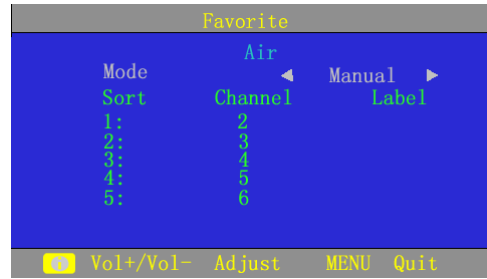 Favorite
Air
Mode ◀ Manual ▶
Sort Channel Label
1: 2
2: 3
3: 4
4: 5
5: 6
Vol+/Vol- Adjust MENU Quit